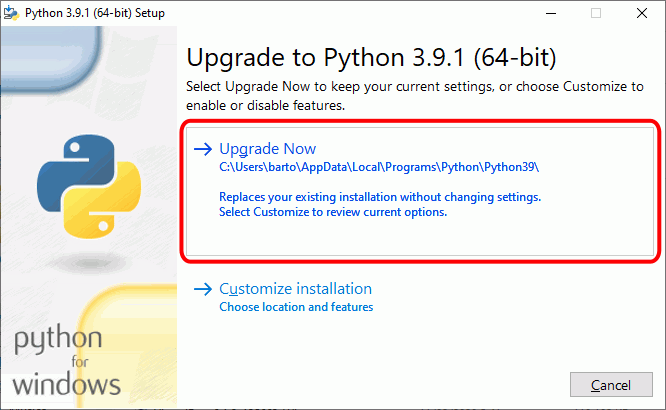 Python 3.9.1 (64-bit) Setup
Upgrade to Python 3.9.1 (64-bit)
Select Upgrade Now to keep your current settings, or choose Customize to
enable or disable features.
Upgrade Now
C:\Users\barto\AppData\Local\Programs\Python\Python39\
Replaces your existing installation without changing settings.
Select Customize to review current options.
Customize installation
Choose location and features
python
for
windows
Cancel